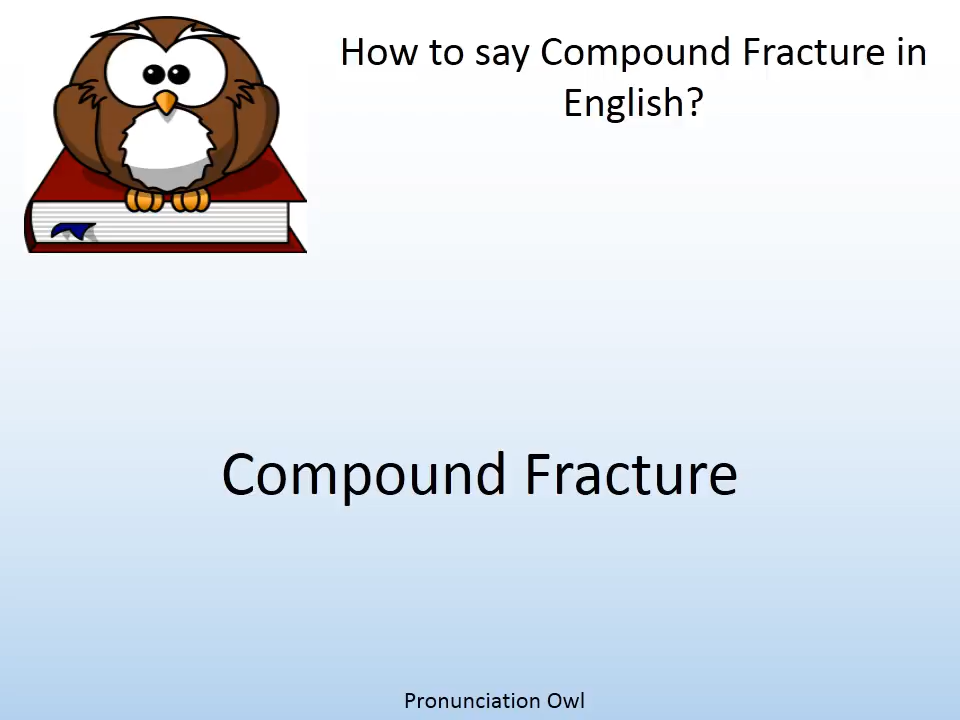 How to say Compound Fracture in
English?
Compound Fracture
Pronunciation Owl